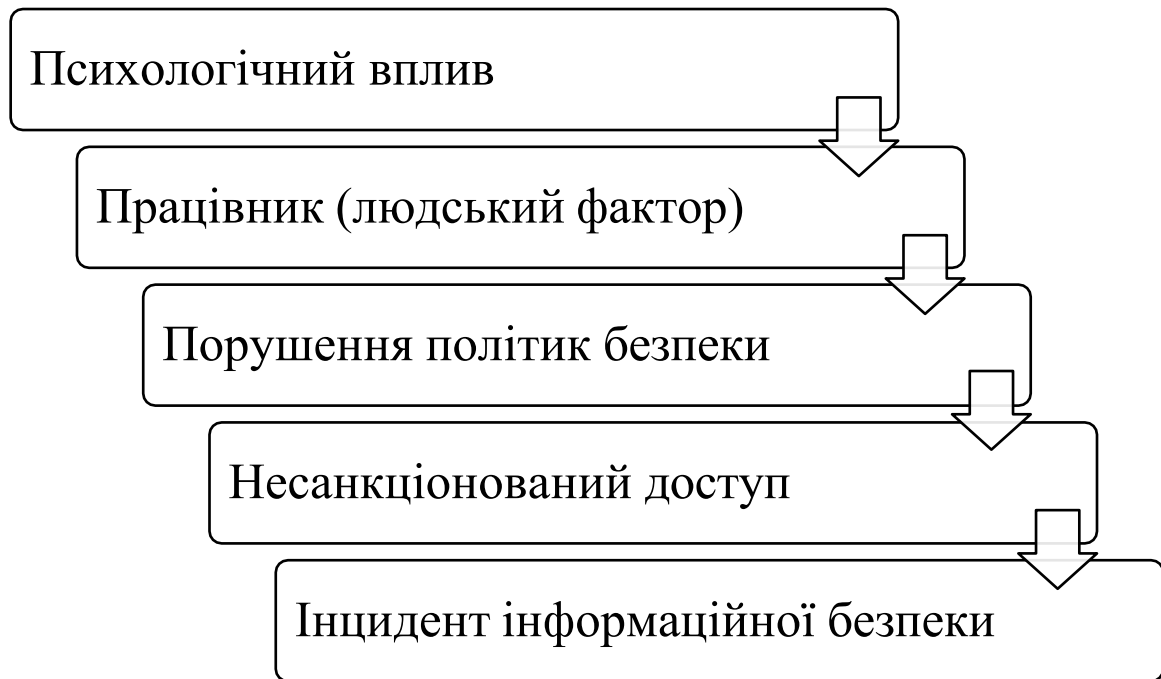 Психологічний вплив
Працівник (людський фактор)
Порушення політик безпеки
Несанкціонований доступ
Інцидент інформаційної безпеки